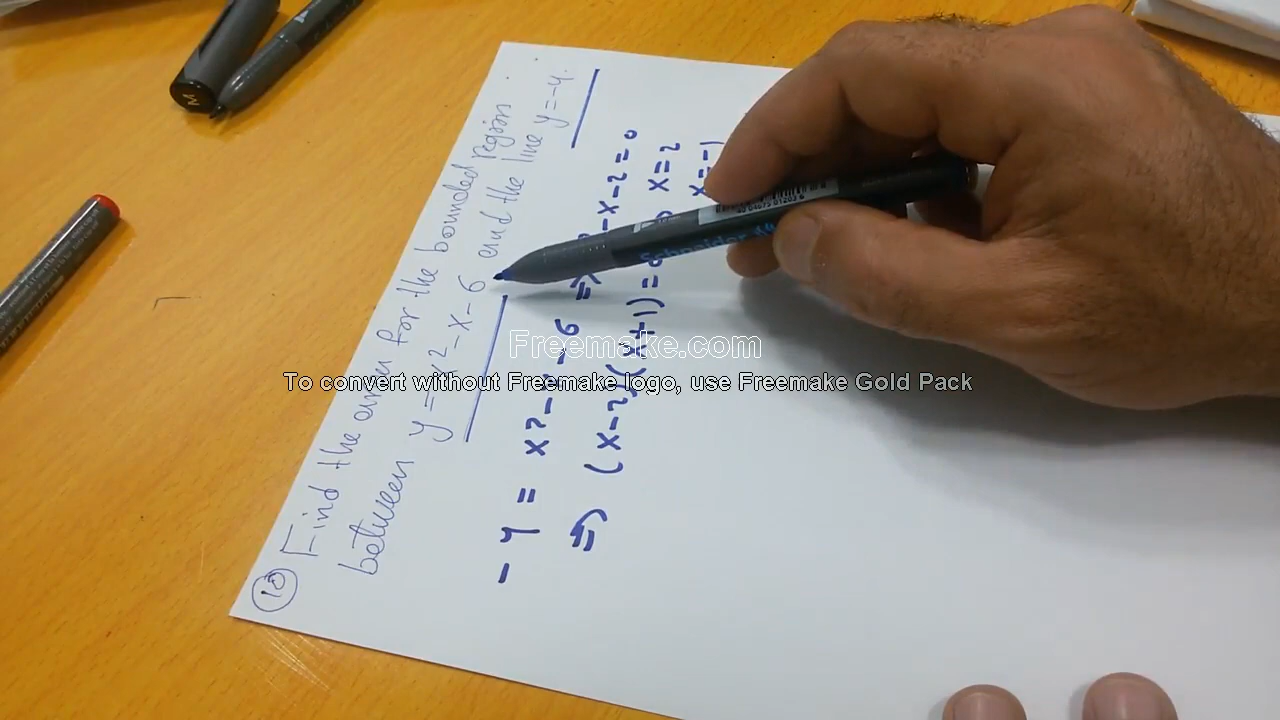 10 Find the area for the bounded region
between y = x² - x - 6 and the line y = -4.
-4 = x² - x - 6 ⇒ - x - 2 = 0
⇒ (x-2)(x+1) = 0 x = 2
x = -1
Freemake.com
To convert without Freemake logo, use Freemake Gold Pack